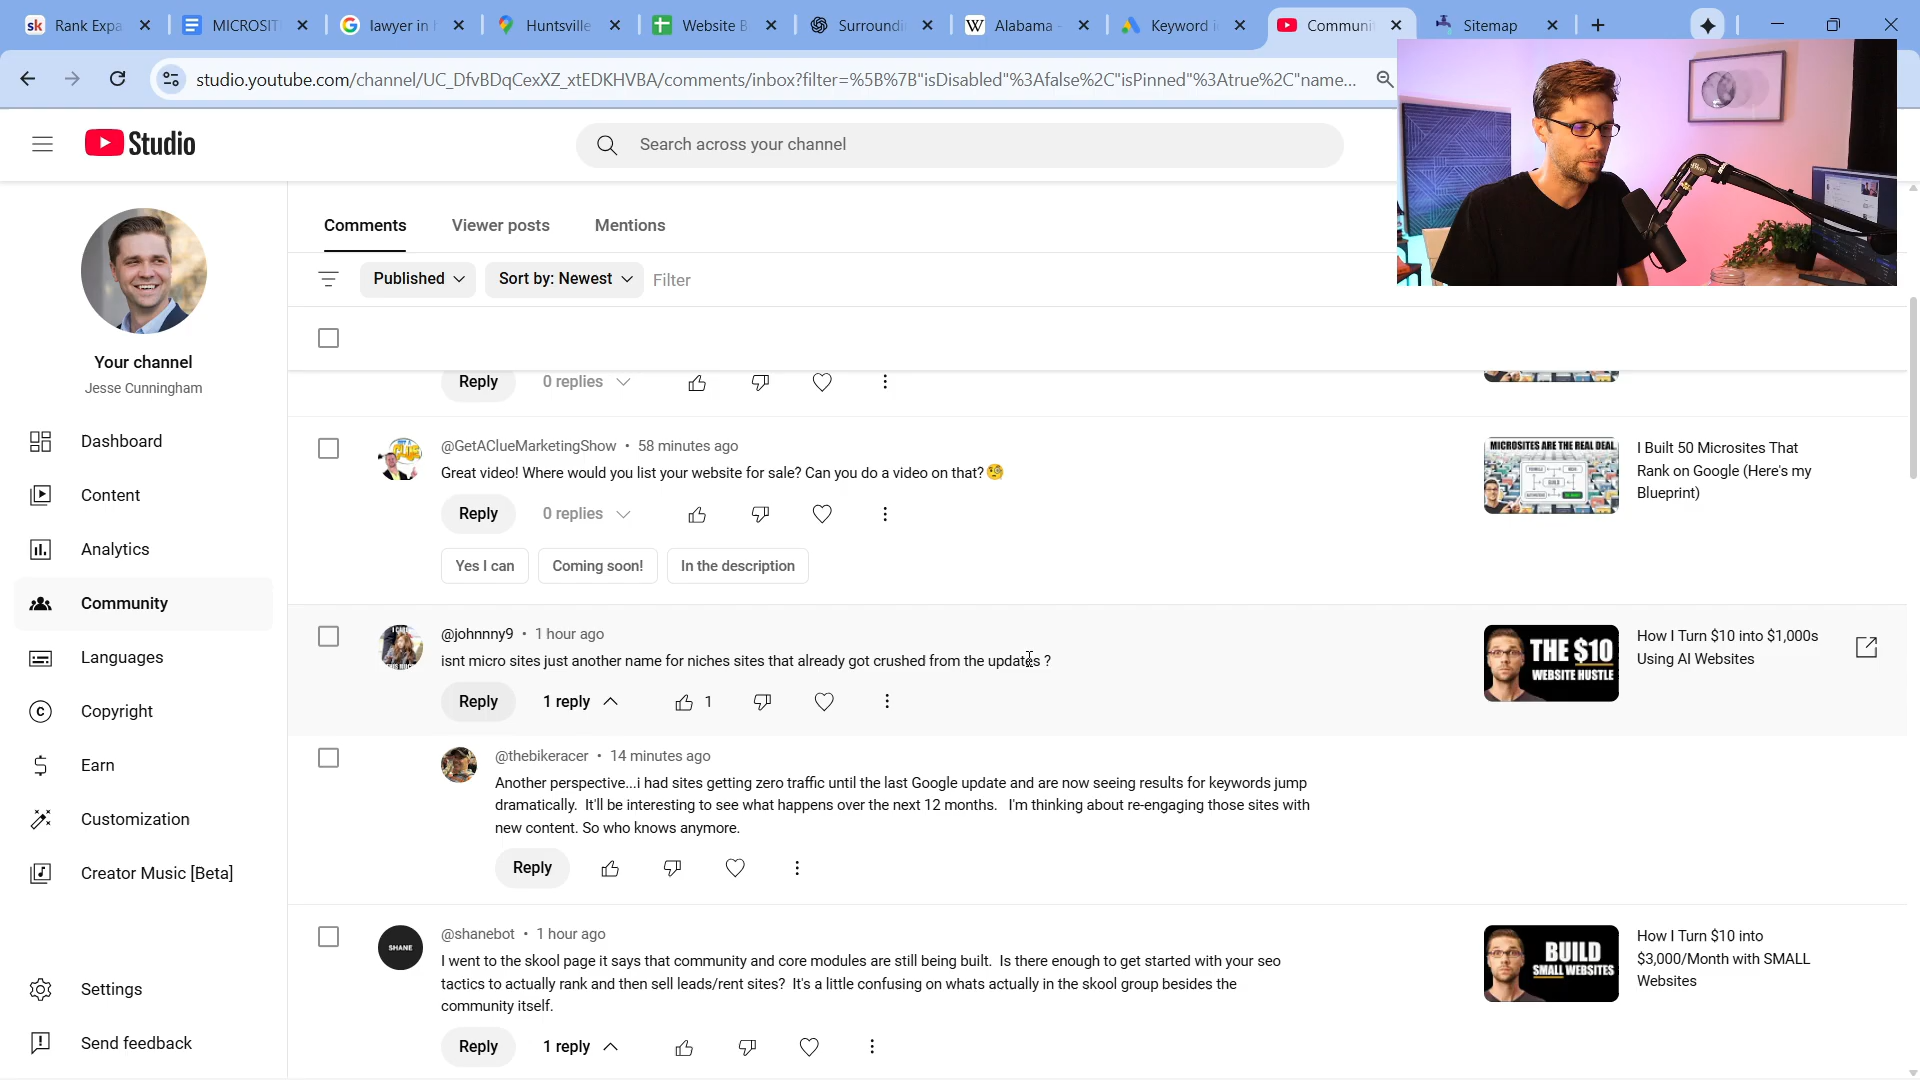 Rank Expa
MICROSIT
lawyer in
Huntsville
Website B
Surroundi
Alabama -
Keyword i
Communi
Sitemap
studio.youtube.com/channel/UC_DfvBDqCexXZ_xtEDKHVBA/comments/inbox?filter=%5B%7B"isDisabled"%3Afalse%2C"isPinned"%3Atrue%2C"name...
Studio
Search across your channel
Your channel
Jesse Cunningham
Dashboard
Content
Analytics
Community
Languages
Copyright
Earn
Customization
Creator Music [Beta]
Settings
Send feedback
Comments
Viewer posts
Mentions
Published
Sort by: Newest
Filter
Reply
0 replies
@GetAClueMarketingShow • 58 minutes ago
Great video! Where would you list your website for sale? Can you do a video on that?🧐
Reply
0 replies
Yes I can
Coming soon!
In the description
MICROSITES ARE THE REAL DEAL
I Built 50 Microsites That
Rank on Google (Here's my
Blueprint)
@johnnny9 • 1 hour ago
isnt micro sites just another name for niches sites that already got crushed from the updates ?
Reply
1 reply
1
THE $10
WEBSITE HUSTLE
How I Turn $10 into $1,000s
Using AI Websites
@thebikeracer • 14 minutes ago
Another perspective...i had sites getting zero traffic until the last Google update and are now seeing results for keywords jump
dramatically. It'll be interesting to see what happens over the next 12 months. I'm thinking about re-engaging those sites with
new content. So who knows anymore.
Reply
SHANE
@shanebot • 1 hour ago
I went to the skool page it says that community and core modules are still being built. Is there enough to get started with your seo
tactics to actually rank and then sell leads/rent sites? It's a little confusing on whats actually in the skool group besides the
community itself.
Reply
1 reply
BUILD
SMALL WEBSITES
How I Turn $10 into
$3,000/Month with SMALL
Websites